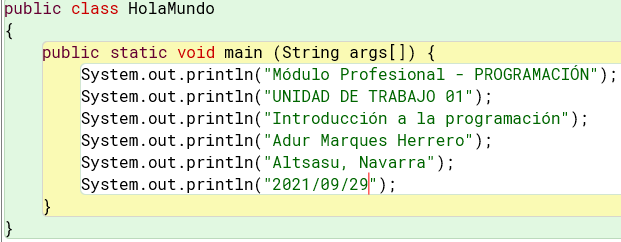 public class HolaMundo
{
public static void main (String args[]) {
System.out.println("Módulo Profesional - PROGRAMACIÓN");
System.out.println("UNIDAD DE TRABAJO 01");
System.out.println("Introducción a la programación");
System.out.println("Adur Marques Herrero");
System.out.println("Altsasu, Navarra");
System.out.println("2021/09/29");
}
}